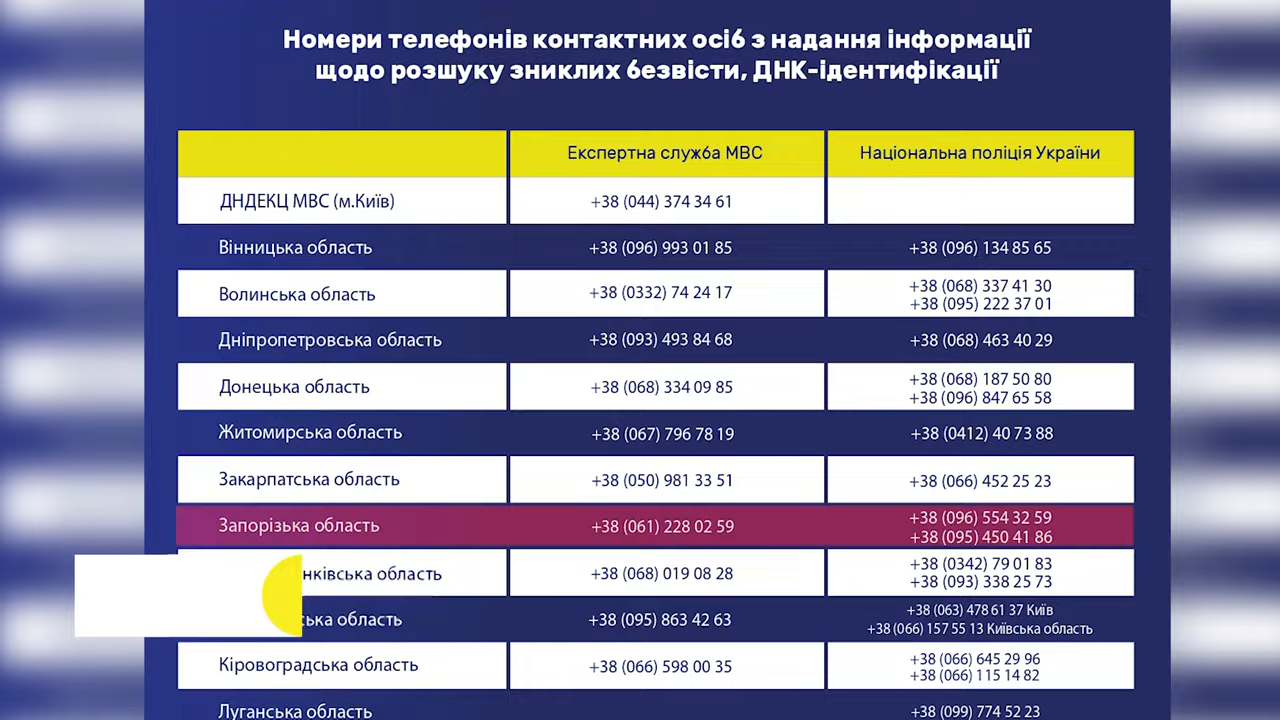 Номери телефонів контактних осіб з надання інформації
щодо розшуку зниклих безвісти, ДНК-ідентифікації
Експертна служба МВС Національна поліція України
ДНДЕКЦ МВС (м.Київ) +38 (044) 374 34 61
Вінницька область +38 (096) 993 01 85 +38 (096) 134 85 65
Волинська область +38 (0332) 74 24 17 +38 (068) 337 41 30
+38 (095) 222 37 01
Дніпропетровська область +38 (093) 493 84 68 +38 (068) 463 40 29
Донецька область +38 (068) 334 09 85 +38 (068) 187 50 80
+38 (096) 847 65 58
Житомирська область +38 (067) 796 78 19 +38 (0412) 40 73 88
Закарпатська область +38 (050) 981 33 51 +38 (066) 452 25 23
Запорізька область +38 (061) 228 02 59 +38 (096) 554 32 59
+38 (095) 450 41 86
нківська область +38 (068) 019 08 28 +38 (0342) 79 01 83
+38 (093) 338 25 73
ська область +38 (095) 863 42 63 +38 (063) 478 61 37 Київ
+38 (066) 157 55 13 Київська область
Кіровоградська область +38 (066) 598 00 35 +38 (066) 645 29 96
+38 (066) 115 14 82
Луганська область +38 (099) 774 52 23